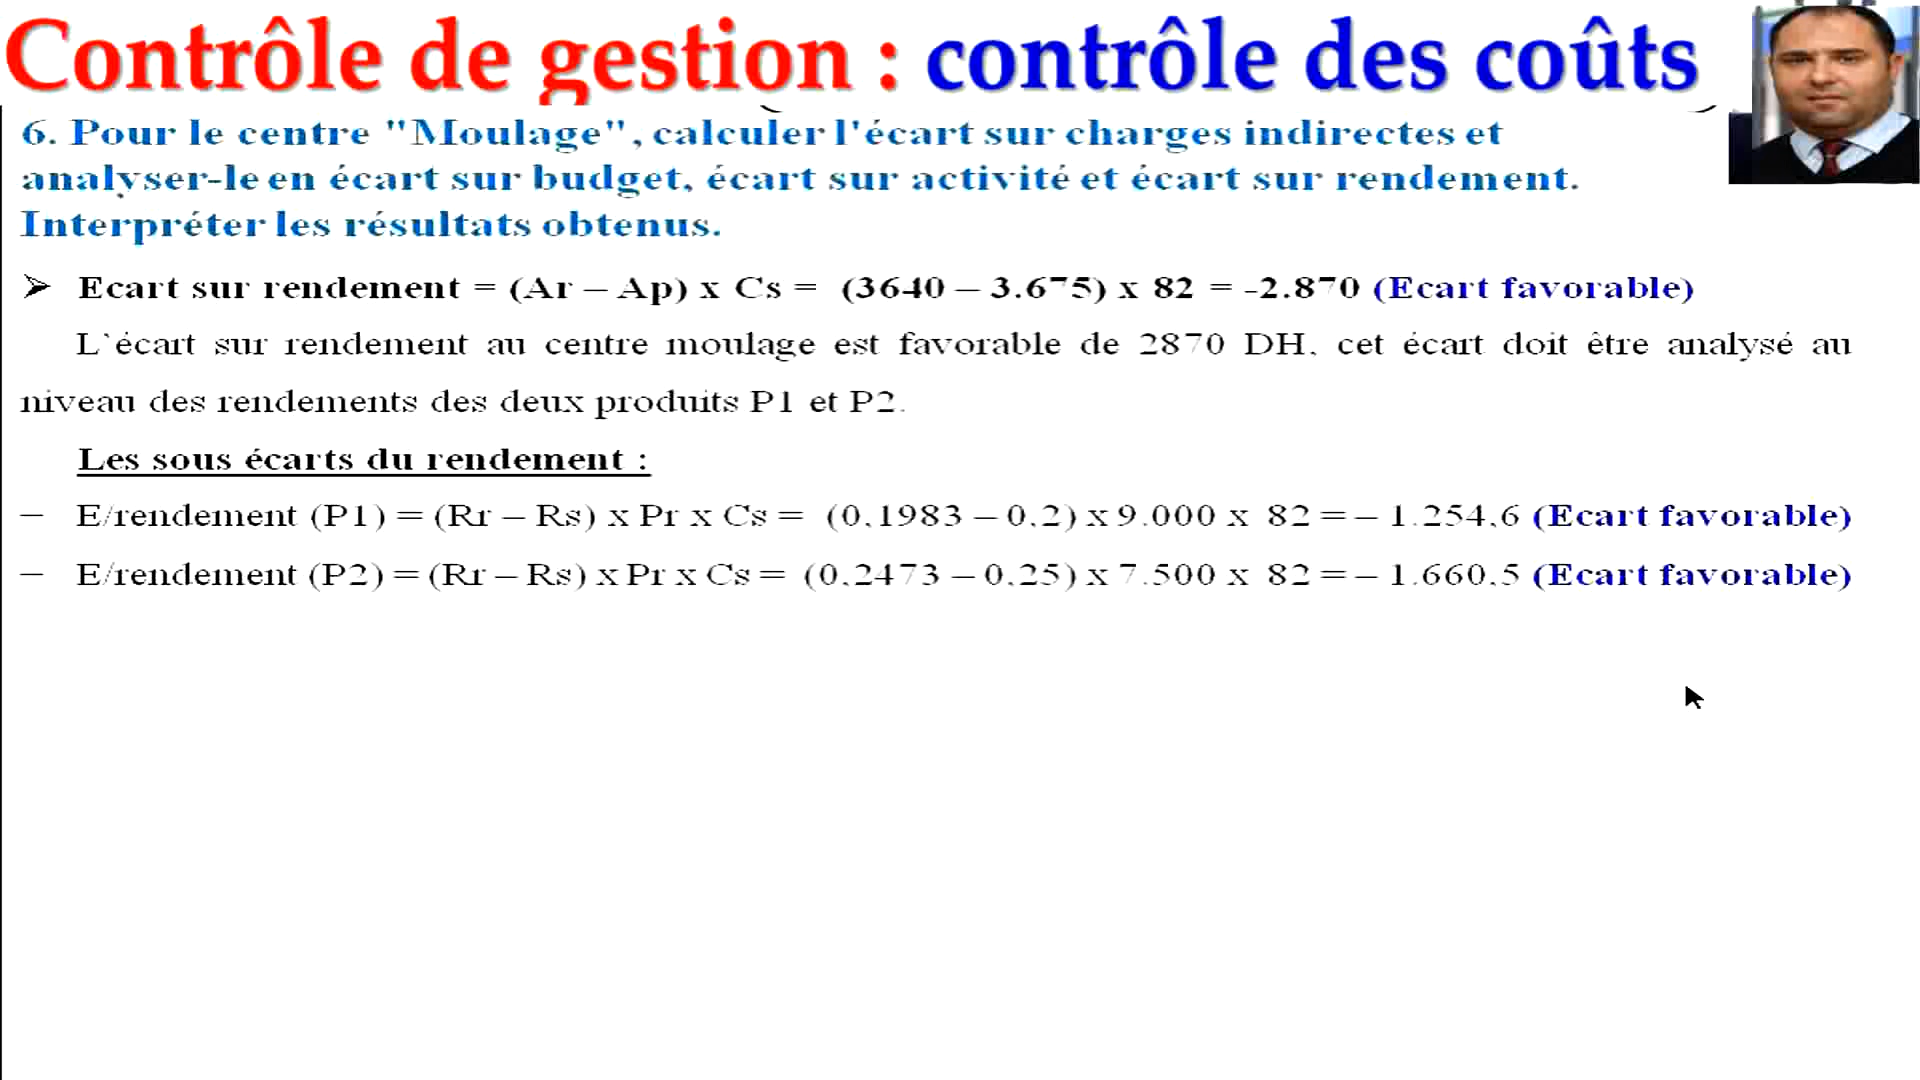 Contrôle de gestion : contrôle des coûts
6. Pour le centre "Moulage", calculer l'écart sur charges indirectes et
analyser-le en écart sur budget, écart sur activité et écart sur rendement.
Interpréter les résultats obtenus.
➢ Ecart sur rendement = (Ar – Ap) x Cs = (3640 – 3.675) x 82 = -2.870 (Ecart favorable)
L'écart sur rendement au centre moulage est favorable de 2870 DH, cet écart doit être analysé au
niveau des rendements des deux produits P1 et P2.
Les sous écarts du rendement :
– E/rendement (P1) = (Rr – Rs) x Pr x Cs = (0,1983 – 0,2) x 9.000 x 82 = – 1.254,6 (Ecart favorable)
– E/rendement (P2) = (Rr – Rs) x Pr x Cs = (0,2473 – 0,25) x 7.500 x 82 = – 1.660,5 (Ecart favorable)